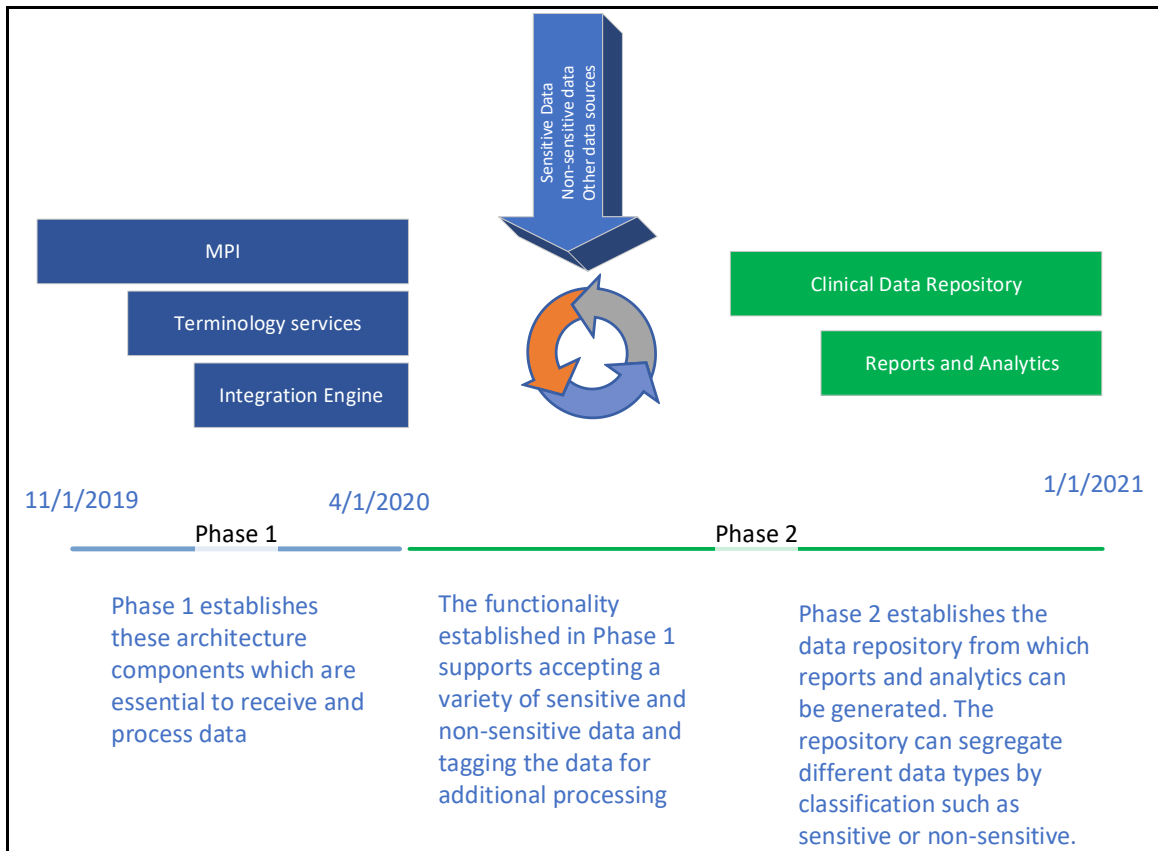 Sensitive Data
Non-sensitive data
Other data sources
MPI
Terminology services
Integration Engine
Clinical Data Repository
Reports and Analytics
11/1/2019
4/1/2020
1/1/2021
Phase 1
Phase 2
Phase 1 establishes
these architecture
components which are
essential to receive and
process data
The functionality
established in Phase 1
supports accepting a
variety of sensitive and
non-sensitive data and
tagging the data for
additional processing
Phase 2 establishes the
data repository from which
reports and analytics can
be generated. The
repository can segregate
different data types by
classification such as
sensitive or non-sensitive.